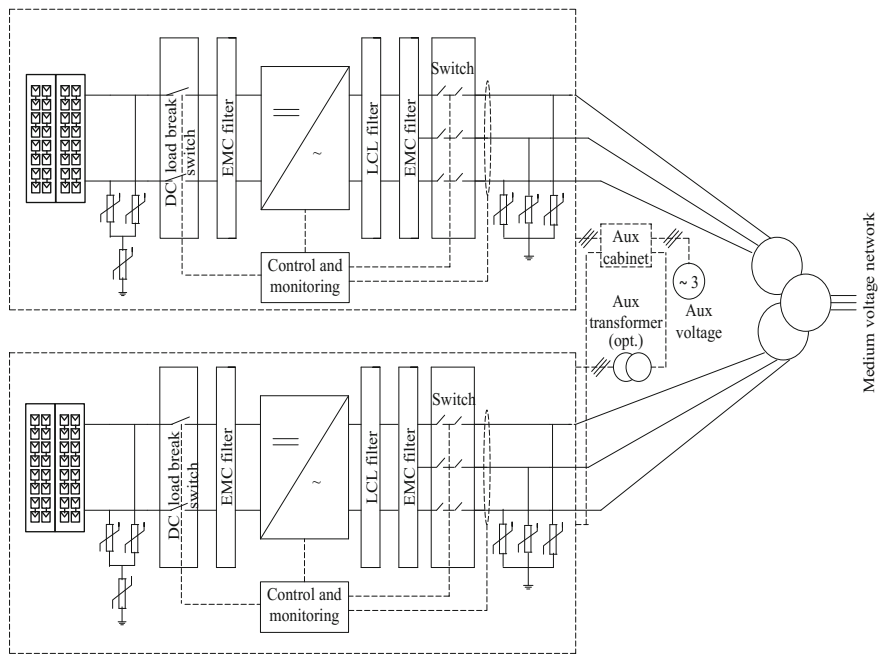 Switch
DC load break
switch
EMC filter
~
LCL filter
EMC filter
Control and
monitoring
Aux
cabinet
~ 3
Aux
voltage
Aux
transformer
(opt.)
Medium voltage network
Switch
DC load break
switch
EMC filter
~
LCL filter
EMC filter
Control and
monitoring